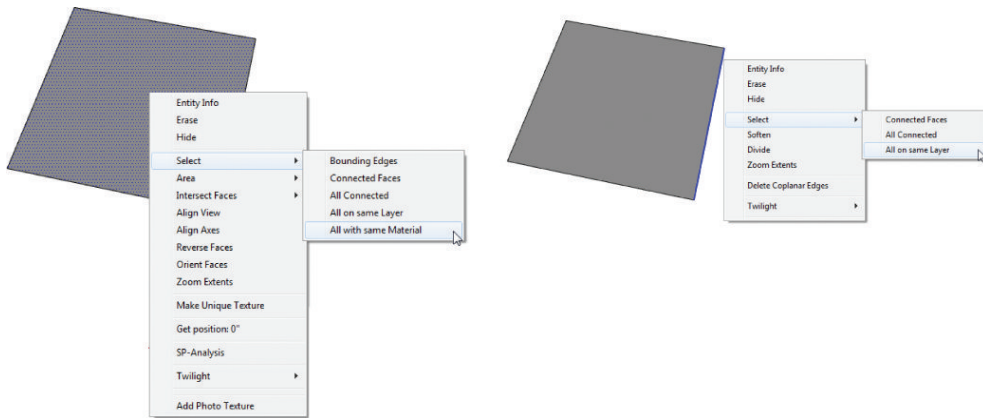 Entity Info
Erase
Hide
Select
Area
Intersect Faces
Align View
Align Axes
Reverse Faces
Orient Faces
Zoom Extents
Make Unique Texture
Get position: 0"
SP-Analysis
Twilight
Add Photo Texture
Bounding Edges
Connected Faces
All Connected
All on same Layer
All with same Material
Entity Info
Erase
Hide
Select
Soften
Divide
Zoom Extents
Delete Coplanar Edges
Twilight
Connected Faces
All Connected
All on same Layer